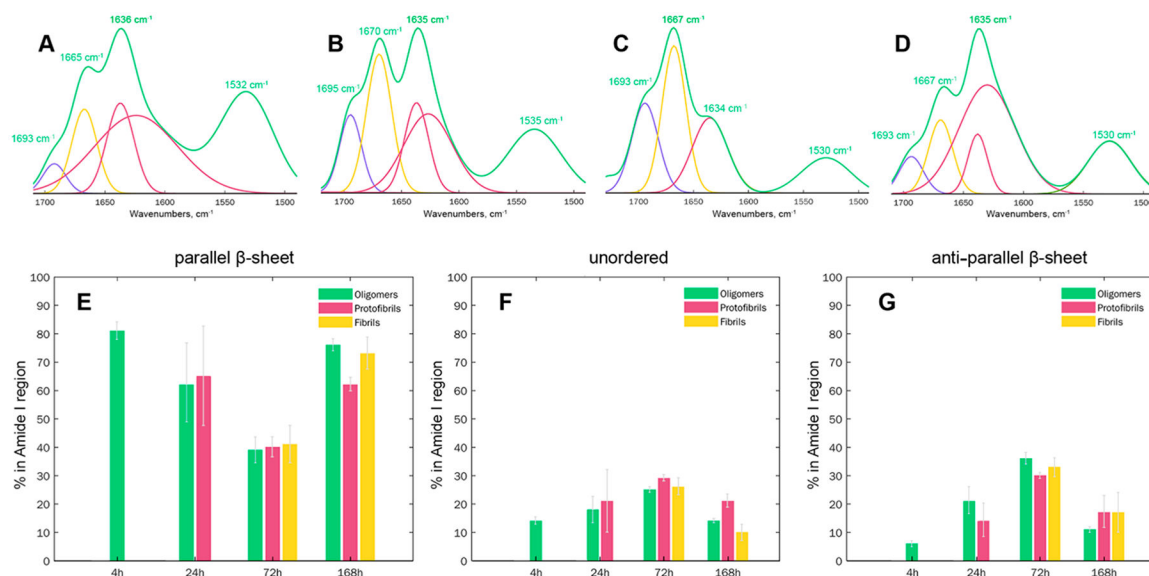 A
1636 cm⁻¹
1665 cm⁻¹
1693 cm⁻¹
1532 cm⁻¹
1700 1650 1600 1550 1500
Wavenumbers, cm⁻¹
B
1635 cm⁻¹
1670 cm⁻¹
1695 cm⁻¹
1535 cm⁻¹
1700 1650 1600 1550 1500
Wavenumbers, cm⁻¹
C
1667 cm⁻¹
1693 cm⁻¹
1634 cm⁻¹
1530 cm⁻¹
1700 1650 1600 1550 1500
Wavenumbers, cm⁻¹
D
1635 cm⁻¹
1667 cm⁻¹
1693 cm⁻¹
1530 cm⁻¹
1700 1650 1600 1550 1500
Wavenumbers, cm⁻¹
parallel β-sheet
E
Oligomers
Protofibrils
Fibrils
% in Amide I region
100
90
80
70
60
50
40
30
20
10
0
4h 24h 72h 168h
unordered
F
Oligomers
Protofibrils
Fibrils
% in Amide I region
100
90
80
70
60
50
40
30
20
10
0
4h 24h 72h 168h
anti-parallel β-sheet
G
Oligomers
Protofibrils
Fibrils
% in Amide I region
100
90
80
70
60
50
40
30
20
10
0
4h 24h 72h 168h